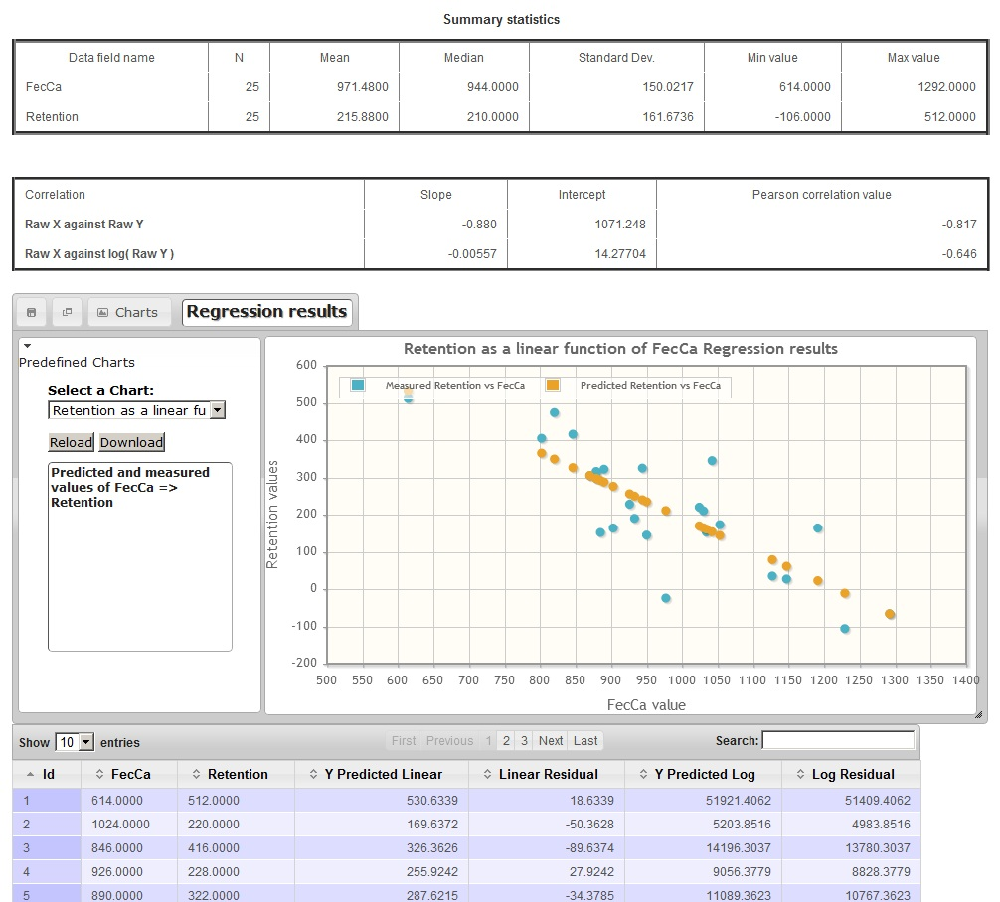 Summary statistics
Data field name N Mean Median Standard Dev. Min value Max value
FecCa 25 971.4800 944.0000 150.0217 614.0000 1292.0000
Retention 25 215.8800 210.0000 161.6736 -106.0000 512.0000
Correlation Slope Intercept Pearson correlation value
Raw X against Raw Y -0.880 1071.248 -0.817
Raw X against log( Raw Y ) -0.00557 14.27704 -0.646
Charts Regression results
Predefined Charts
Select a Chart:
Retention as a linear fu
Reload Download
Predicted and measured
values of FecCa =>
Retention
Retention as a linear function of FecCa Regression results
Measured Retention vs FecCa Predicted Retention vs FecCa
Retention values
600
500
400
300
200
100
0
-100
-200
500 550 600 650 700 750 800 850 900 950 1000 1050 1100 1150 1200 1250 1300 1350 1400
FecCa value
Show 10 entries First Previous 1 2 3 Next Last Search:
Id FecCa Retention Y Predicted Linear Linear Residual Y Predicted Log Log Residual
1 614.0000 512.0000 530.6339 18.6339 51921.4062 51409.4062
2 1024.0000 220.0000 169.6372 -50.3628 5203.8516 4983.8516
3 846.0000 416.0000 326.3626 -89.6374 14196.3037 13780.3037
4 926.0000 228.0000 255.9242 27.9242 9056.3779 8828.3779
5 890.0000 322.0000 287.6215 -34.3785 11089.3623 10767.3623